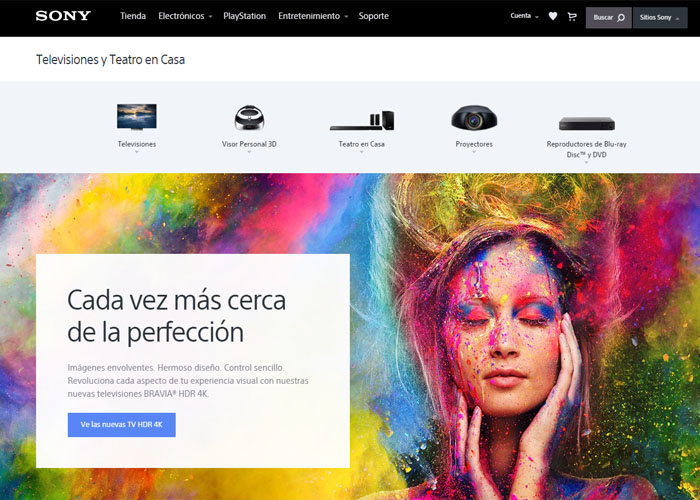 SONY
Tienda Electrónicos PlayStation Entretenimiento Soporte
Cuenta Buscar Sitios Sony
Televisiones y Teatro en Casa
Televisiones Visor Personal 3D Teatro en Casa Proyectores Reproductores de Blu-ray
Disc™ y DVD
Cada vez más cerca
de la perfección
Imágenes envolventes. Hermoso diseño. Control sencillo.
Revoluciona cada aspecto de tu experiencia visual con nuestras
nuevas televisiones BRAVIA® HDR 4K.
Ve las nuevas TV HDR 4K